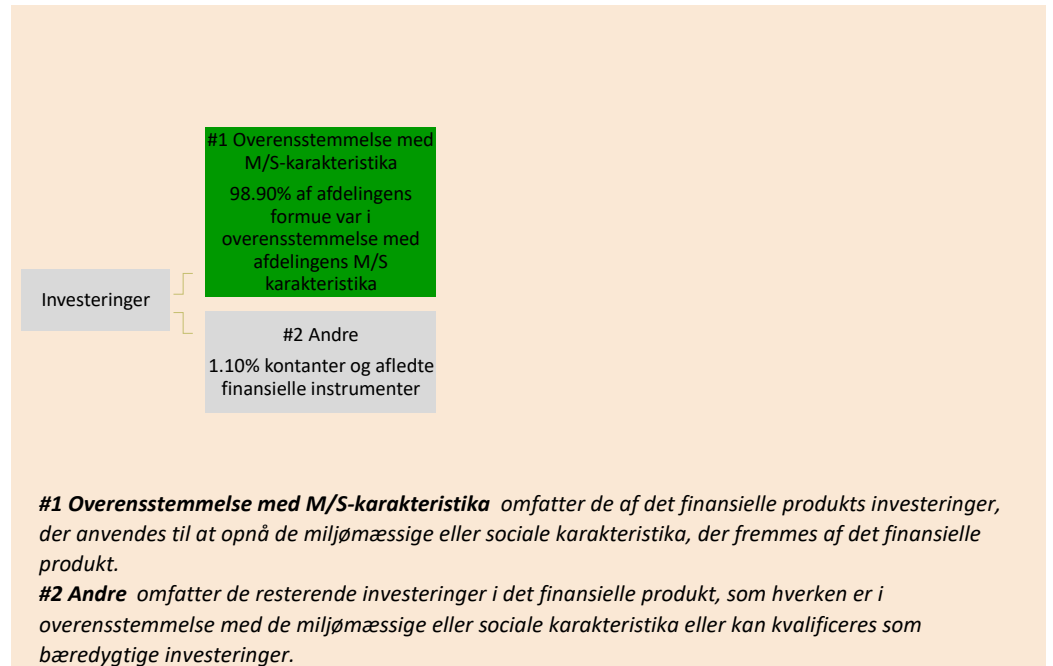 #1 Overensstemmelse med
M/S-karakteristika
98.90% af afdelingens
formue var i
overensstemmelse med
afdelingens M/S
karakteristika
Investeringer
#2 Andre
1.10% kontanter og afledte
finansielle instrumenter
#1 Overensstemmelse med M/S-karakteristika omfatter de af det finansielle produkts investeringer,
der anvendes til at opnå de miljømæssige eller sociale karakteristika, der fremmes af det finansielle
produkt.
#2 Andre omfatter de resterende investeringer i det finansielle produkt, som hverken er i
overensstemmelse med de miljømæssige eller sociale karakteristika eller kan kvalificeres som
bæredygtige investeringer.